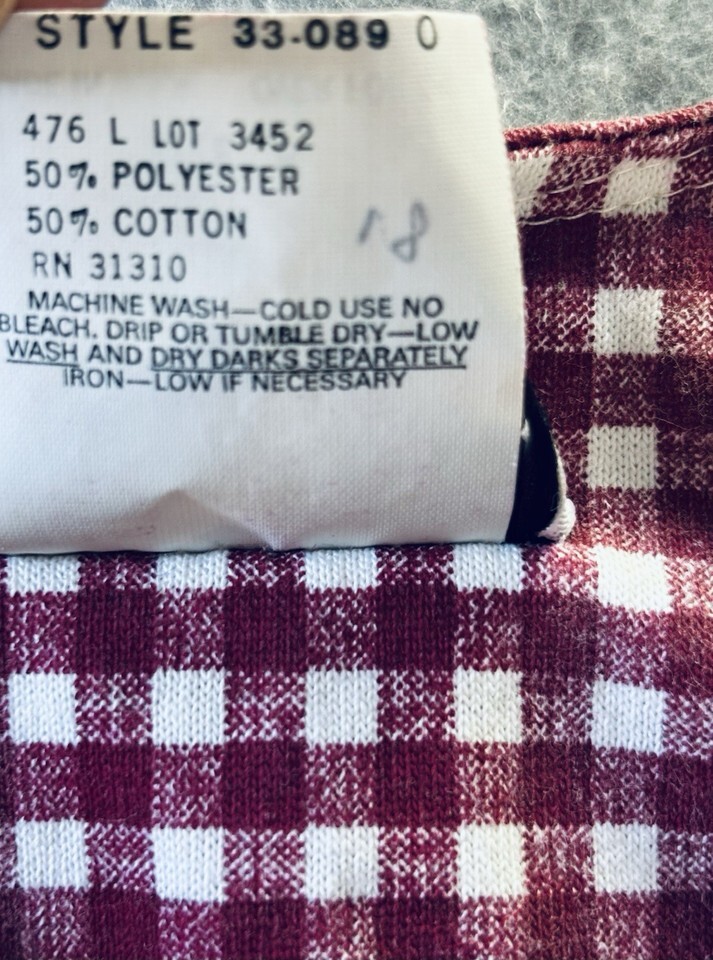 STYLE 33-089 0
476 L LOT 3452
50% POLYESTER
50% COTTON
18
RN 31310
MACHINE WASH—COLD USE NO
BLEACH. DRIP OR TUMBLE DRY—LOW
WASH AND DRY DARKS SEPARATELY
IRON—LOW IF NECESSARY